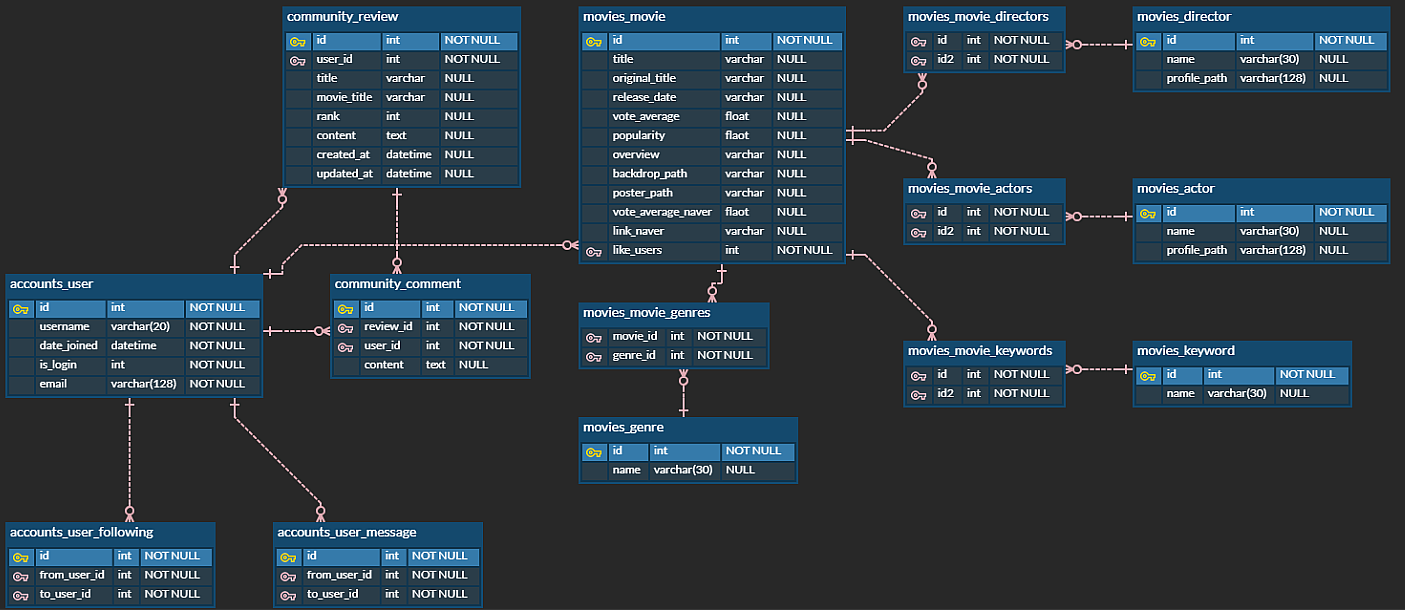 community_review
id int NOT NULL
user_id int NOT NULL
title varchar NULL
movie_title varchar NULL
rank int NULL
content text NULL
created_at datetime NULL
updated_at datetime NULL
movies_movie
id int NOT NULL
title varchar NULL
original_title varchar NULL
release_date varchar NULL
vote_average float NULL
popularity flaot NULL
overview varchar NULL
backdrop_path varchar NULL
poster_path varchar NULL
vote_average_naver flaot NULL
link_naver varchar NULL
like_users int NOT NULL
movies_movie_directors
id int NOT NULL
id2 int NOT NULL
movies_director
id int NOT NULL
name varchar(30) NULL
profile_path varchar(128) NULL
movies_movie_actors
id int NOT NULL
id2 int NOT NULL
movies_actor
id int NOT NULL
name varchar(30) NULL
profile_path varchar(128) NULL
accounts_user
id int NOT NULL
username varchar(20) NOT NULL
date_joined datetime NOT NULL
is_login int NOT NULL
email varchar(128) NOT NULL
community_comment
id int NOT NULL
review_id int NOT NULL
user_id int NOT NULL
content text NULL
movies_movie_genres
movie_id int NOT NULL
genre_id int NOT NULL
movies_movie_keywords
id int NOT NULL
id2 int NOT NULL
movies_keyword
id int NOT NULL
name varchar(30) NULL
movies_genre
id int NOT NULL
name varchar(30) NULL
accounts_user_following
id int NOT NULL
from_user_id int NOT NULL
to_user_id int NOT NULL
accounts_user_message
id int NOT NULL
from_user_id int NOT NULL
to_user_id int NOT NULL